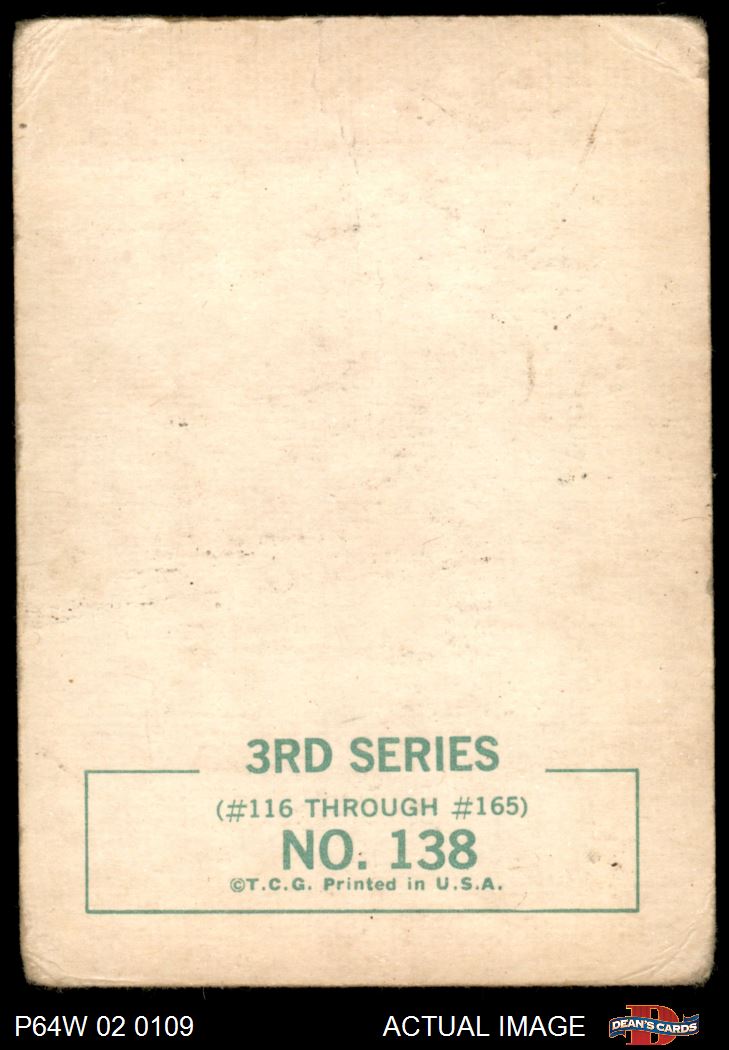 3RD SERIES
(#116 THROUGH #165)
NO. 138
©T.C.G. Printed in U.S.A.
P64W 02 0109
ACTUAL IMAGE
DEAN'S CARDS